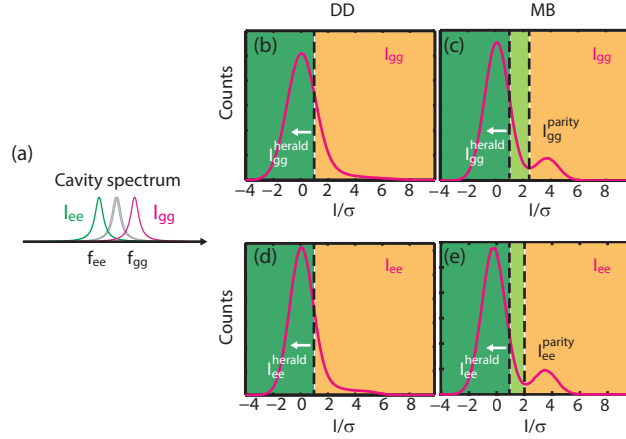 DD
MB
(a)
Cavity spectrum
I_ee
I_gg
f_ee
f_gg
(b)
I_gg
I_gg^herald
Counts
−4 −2 0 2 4 6 8
I/σ
(c)
I_gg
I_gg^herald
I_gg^parity
−4 −2 0 2 4 6 8
I/σ
(d)
I_ee
I_ee^herald
Counts
−4 −2 0 2 4 6 8
I/σ
(e)
I_ee
I_ee^herald
I_ee^parity
−4 −2 0 2 4 6 8
I/σ